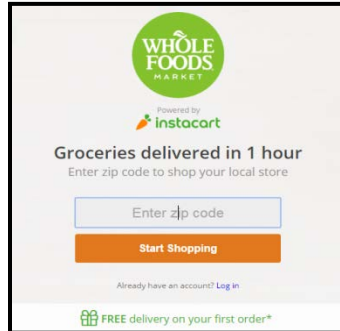 WHOLE
FOODS
MARKET
Powered by
instacart
Groceries delivered in 1 hour
Enter zip code to shop your local store
Enter zip code
Start Shopping
Already have an account? Log in
FREE delivery on your first order*